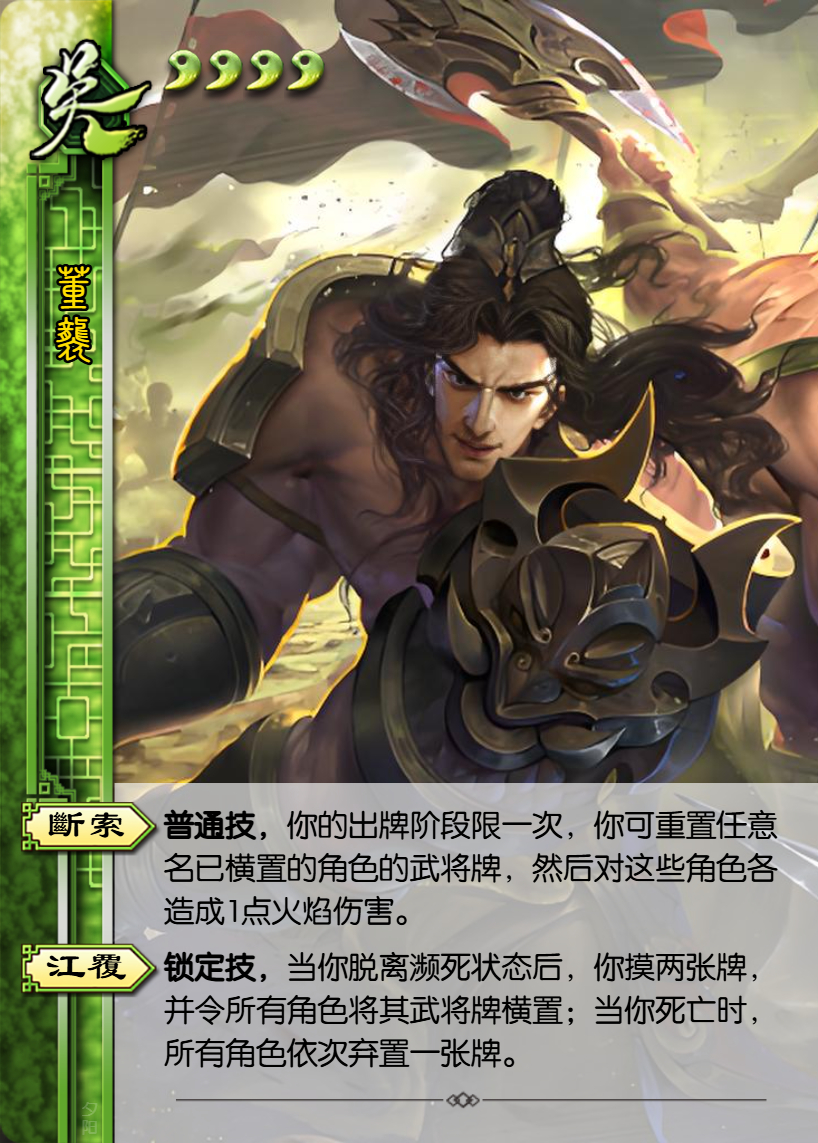 吴
董襲
斷索
普通技，你的出牌阶段限一次，你可重置任意
名已横置的角色的武将牌，然后对这些角色各
造成1点火焰伤害。
江覆
锁定技，当你脱离濒死状态后，你摸两张牌，
并令所有角色将其武将牌横置；当你死亡时，
所有角色依次弃置一张牌。
夕阳